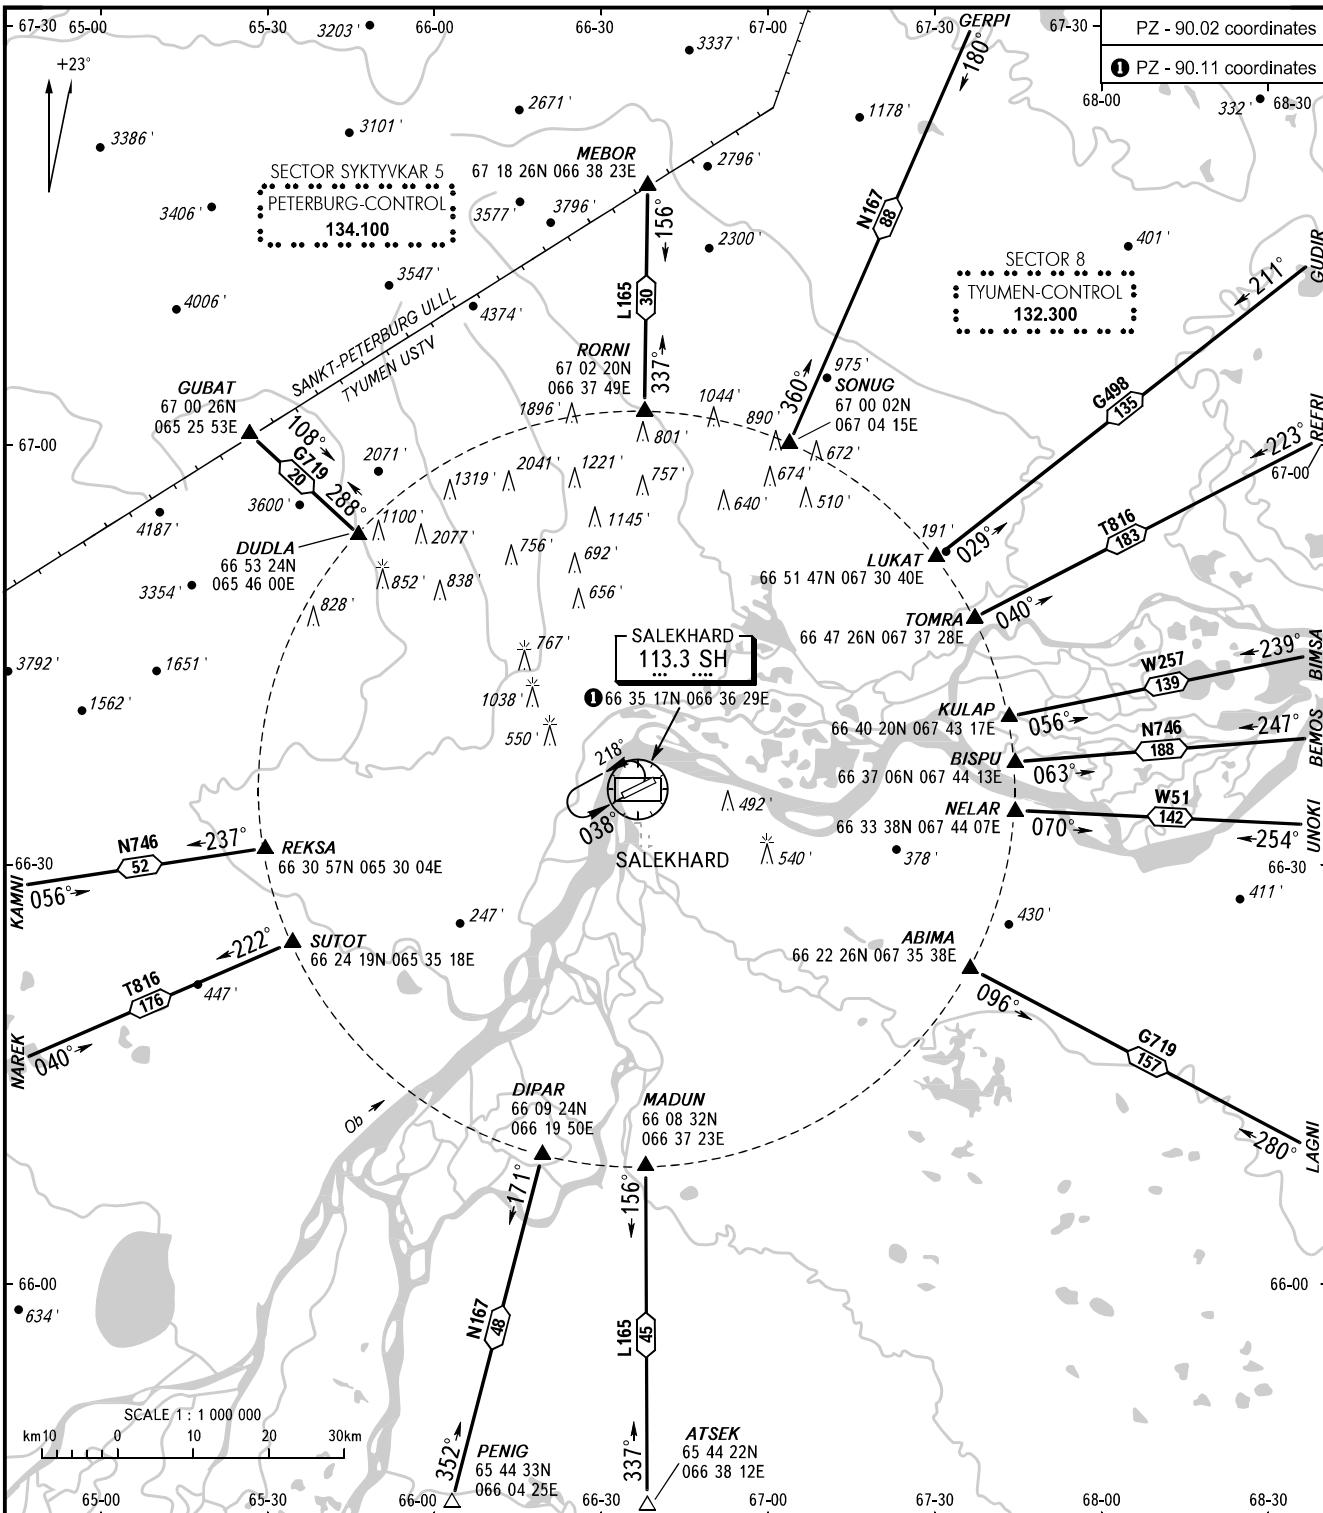 67-30 65-00 65-30 66-00 66-30 67-00 67-30 67-30
PZ - 90.02 coordinates
1 PZ - 90.11 coordinates
68-00 332' 68-30
+23°
3203'
3337'
GERPI
180°
3386'
3101'
2671'
1178'
SECTOR SYKTYVKAR 5
PETERBURG-CONTROL
134.100
MEBOR
67 18 26N 066 38 23E
2796'
3406'
3577'
3796'
156°
2300'
N167
88
401'
SECTOR 8
TYUMEN-CONTROL
132.300
GUDIR
211°
3547'
4006'
4374'
L165
30
SANKT-PETERBURG ULLL
TYUMEN USTV
RORNI
67 02 20N
066 37 49E
337°
360°
975'
SONUG
67 00 02N
067 04 15E
G498
135
GUBAT
67 00 26N
065 25 53E
1896'
1044'
890'
801'
672'
REFRI
223°
67-00
67-00
108°
G719
20
288°
2071'
1319'
2041'
1221'
757'
674'
640'
510'
3600'
4187'
1100'
2077'
1145'
191'
029°
T816
183
DUDLA
66 53 24N
065 46 00E
756'
692'
LUKAT
66 51 47N 067 30 40E
852'
838'
656'
828'
3354'
040°
TOMRA
66 47 26N 067 37 28E
SALEKHARD
113.3 SH
1 66 35 17N 066 36 29E
767'
1038'
550'
3792'
1651'
1562'
W257
139
239°
BIMSA
KULAP
66 40 20N 067 43 17E
056°
N746
188
247°
BEMOS
BISPU
66 37 06N 067 44 13E
063°
218°
038°
492'
NELAR
66 33 38N 067 44 07E
070°
W51
142
254°
UNOKI
SALEKHARD
540'
378'
66-30
N746
52
237°
REKSA
66 30 57N 065 30 04E
66-30
KAMNI
056°
411'
247'
430'
222°
SUTOT
66 24 19N 065 35 18E
ABIMA
66 22 26N 067 35 38E
T816
176
447'
096°
NAREK
040°
G719
157
Ob
DIPAR
66 09 24N
066 19 50E
MADUN
66 08 32N
066 37 23E
280°
LAGNI
171°
156°
66-00
66-00
634'
N167
48
L165
45
SCALE 1 : 1 000 000
km10 0 10 20 30km
352°
PENIG
65 44 33N
066 04 25E
337°
ATSEK
65 44 22N
066 38 12E
65-00 65-30 66-00 66-30 67-00 67-30 68-00 68-30